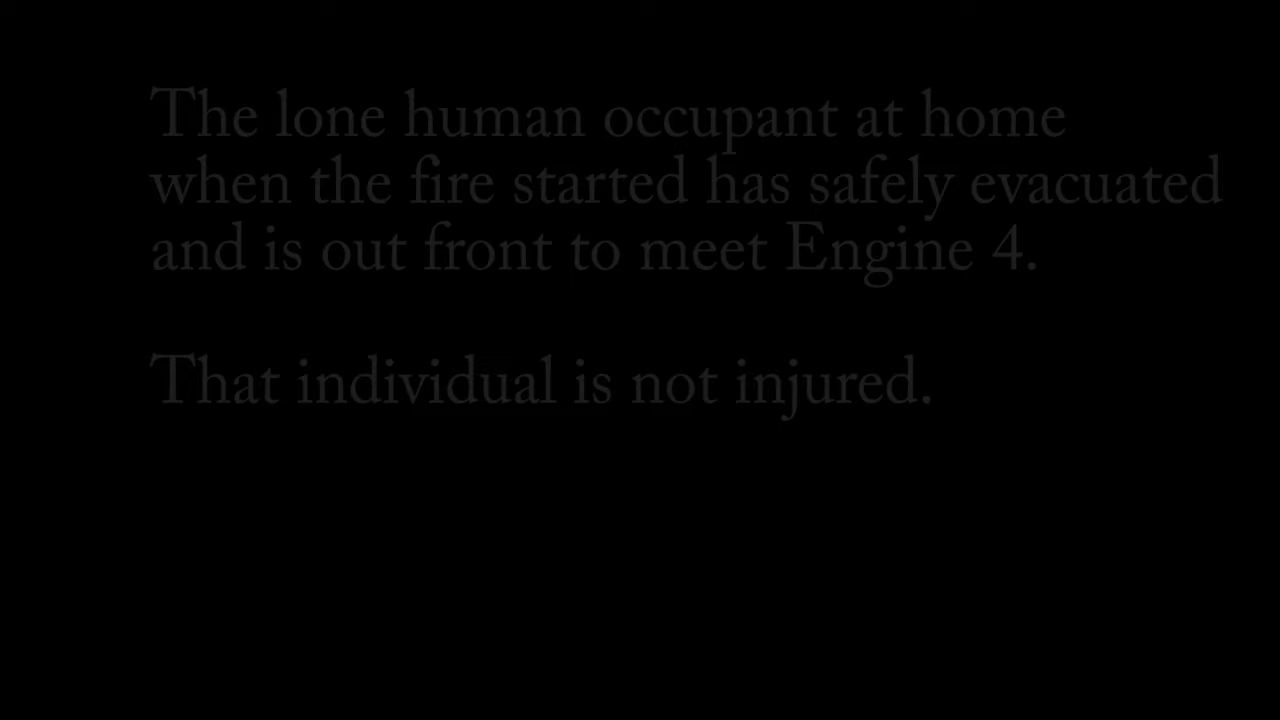 The lone human occupant at home
when the fire started has safely evacuated
and is out front to meet Engine 4.
That individual is not injured.